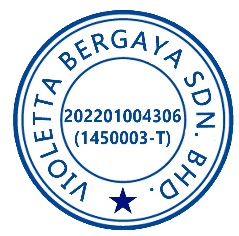 VIOLETTA BERGAYA SDN. BHD.
202201004306
(1450003-T)